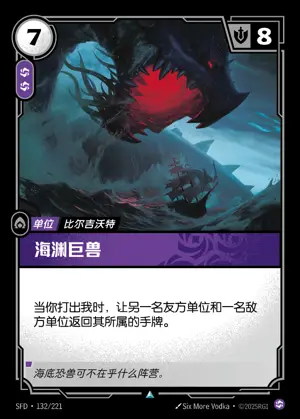 7
8
单位 比尔吉沃特
海渊巨兽
当你打出我时，让另一名友方单位和一名敌
方单位返回其所属的手牌。
海底恐兽可不在乎什么阵营。
SFD • 132/221
Six More Vodka • ©2025RGI